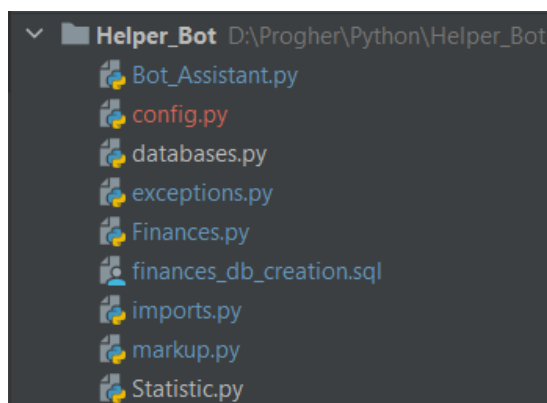 Helper_Bot D:\Progher\Python\Helper_Bot
Bot_Assistant.py
config.py
databases.py
exceptions.py
Finances.py
finances_db_creation.sql
imports.py
markup.py
Statistic.py